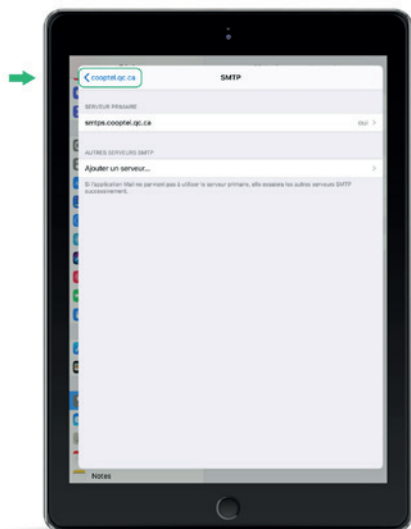 cooptel.qc.ca
SMTP
SERVEUR PRIMAIRE
smtps.cooptel.qc.ca oui
AUTRES SERVEURS SMTP
Ajouter un serveur...
Si l'application Mail ne parvient pas à utiliser le serveur primaire, elle essaiera les autres serveurs SMTP
successivement.
Notes